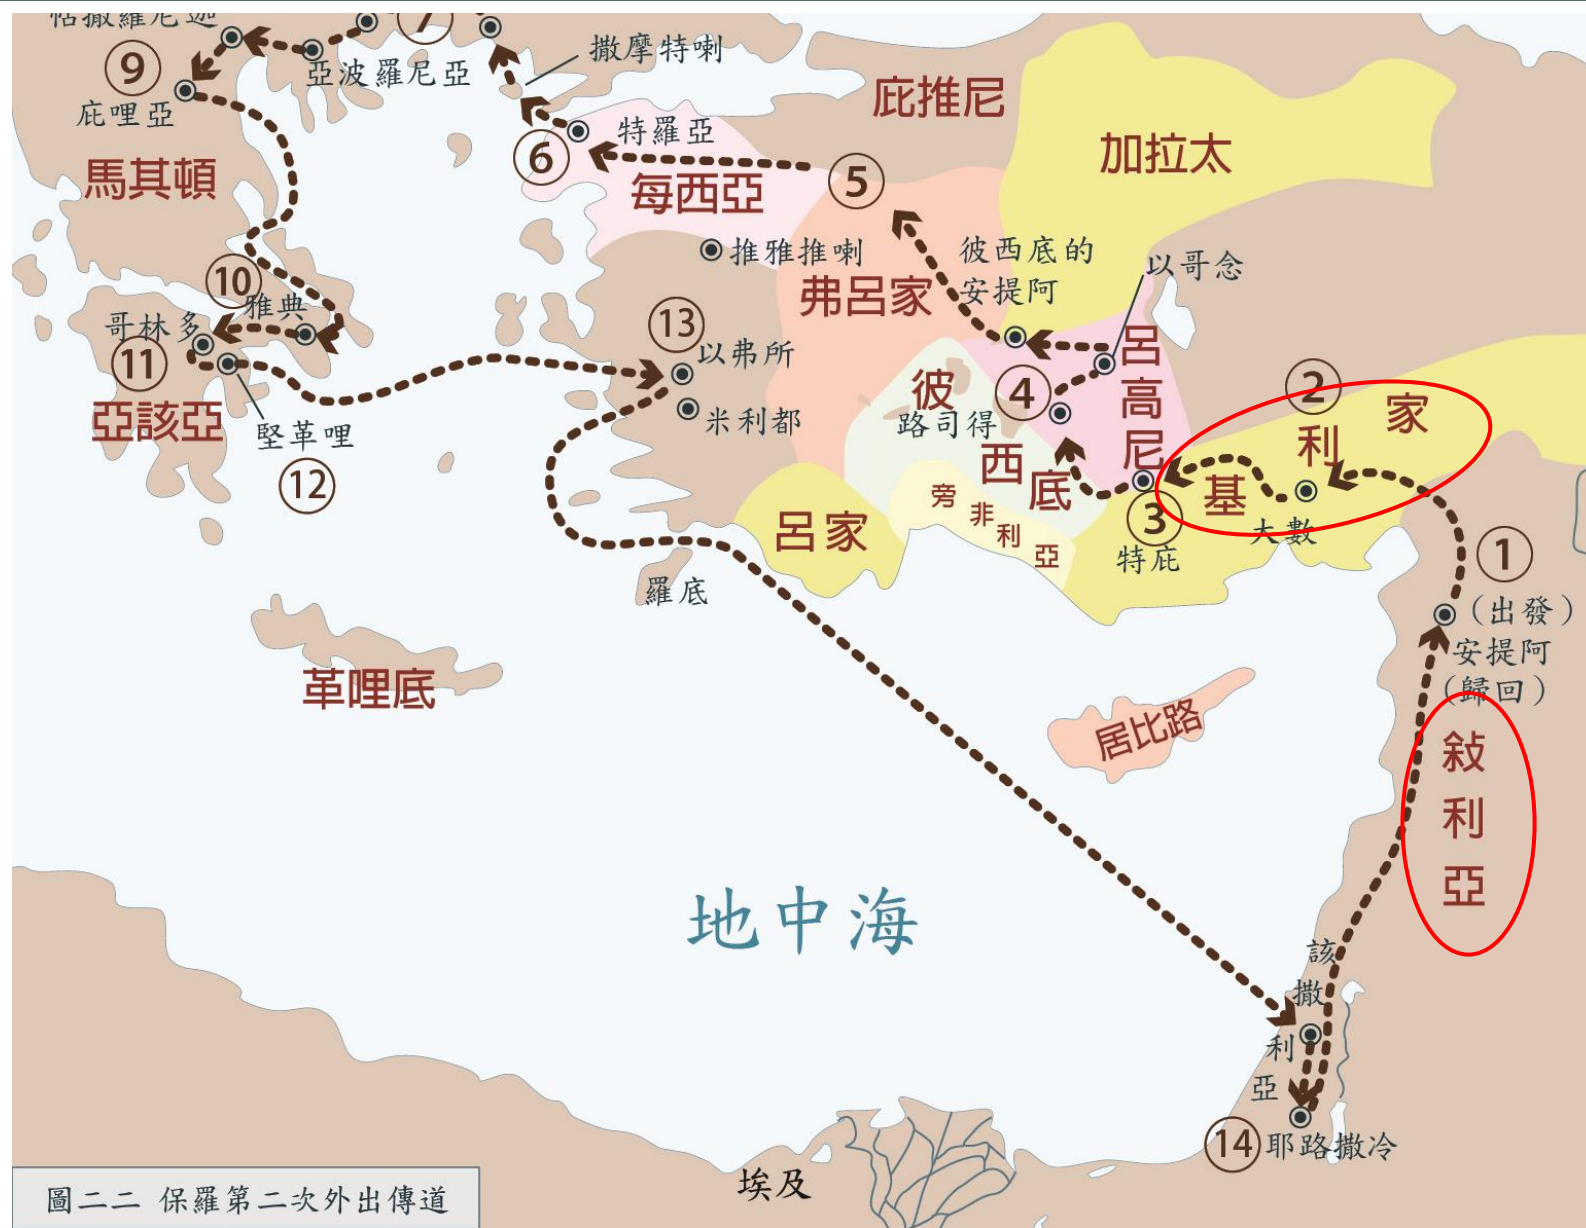 帖撒羅尼迦
⑦
撒摩特喇
⑨
亞波羅尼亞
庇哩亞
庇推尼
馬其頓
特羅亞
⑥
加拉太
每西亞
⑤
推雅推喇
彼西底的
安提阿
以哥念
弗呂家
⑩
雅典
哥林多
⑪
亞該亞
堅革哩
⑫
⑬
以弗所
米利都
呂高尼
④
彼西底
路司得
②
基利家
大數
③
特庇
旁非利亞
呂家
羅底
①
(出發)
安提阿
(歸回)
敍利亞
革哩底
居比路
地中海
該撒利亞
⑭
耶路撒冷
埃及
圖二二 保羅第二次外出傳道